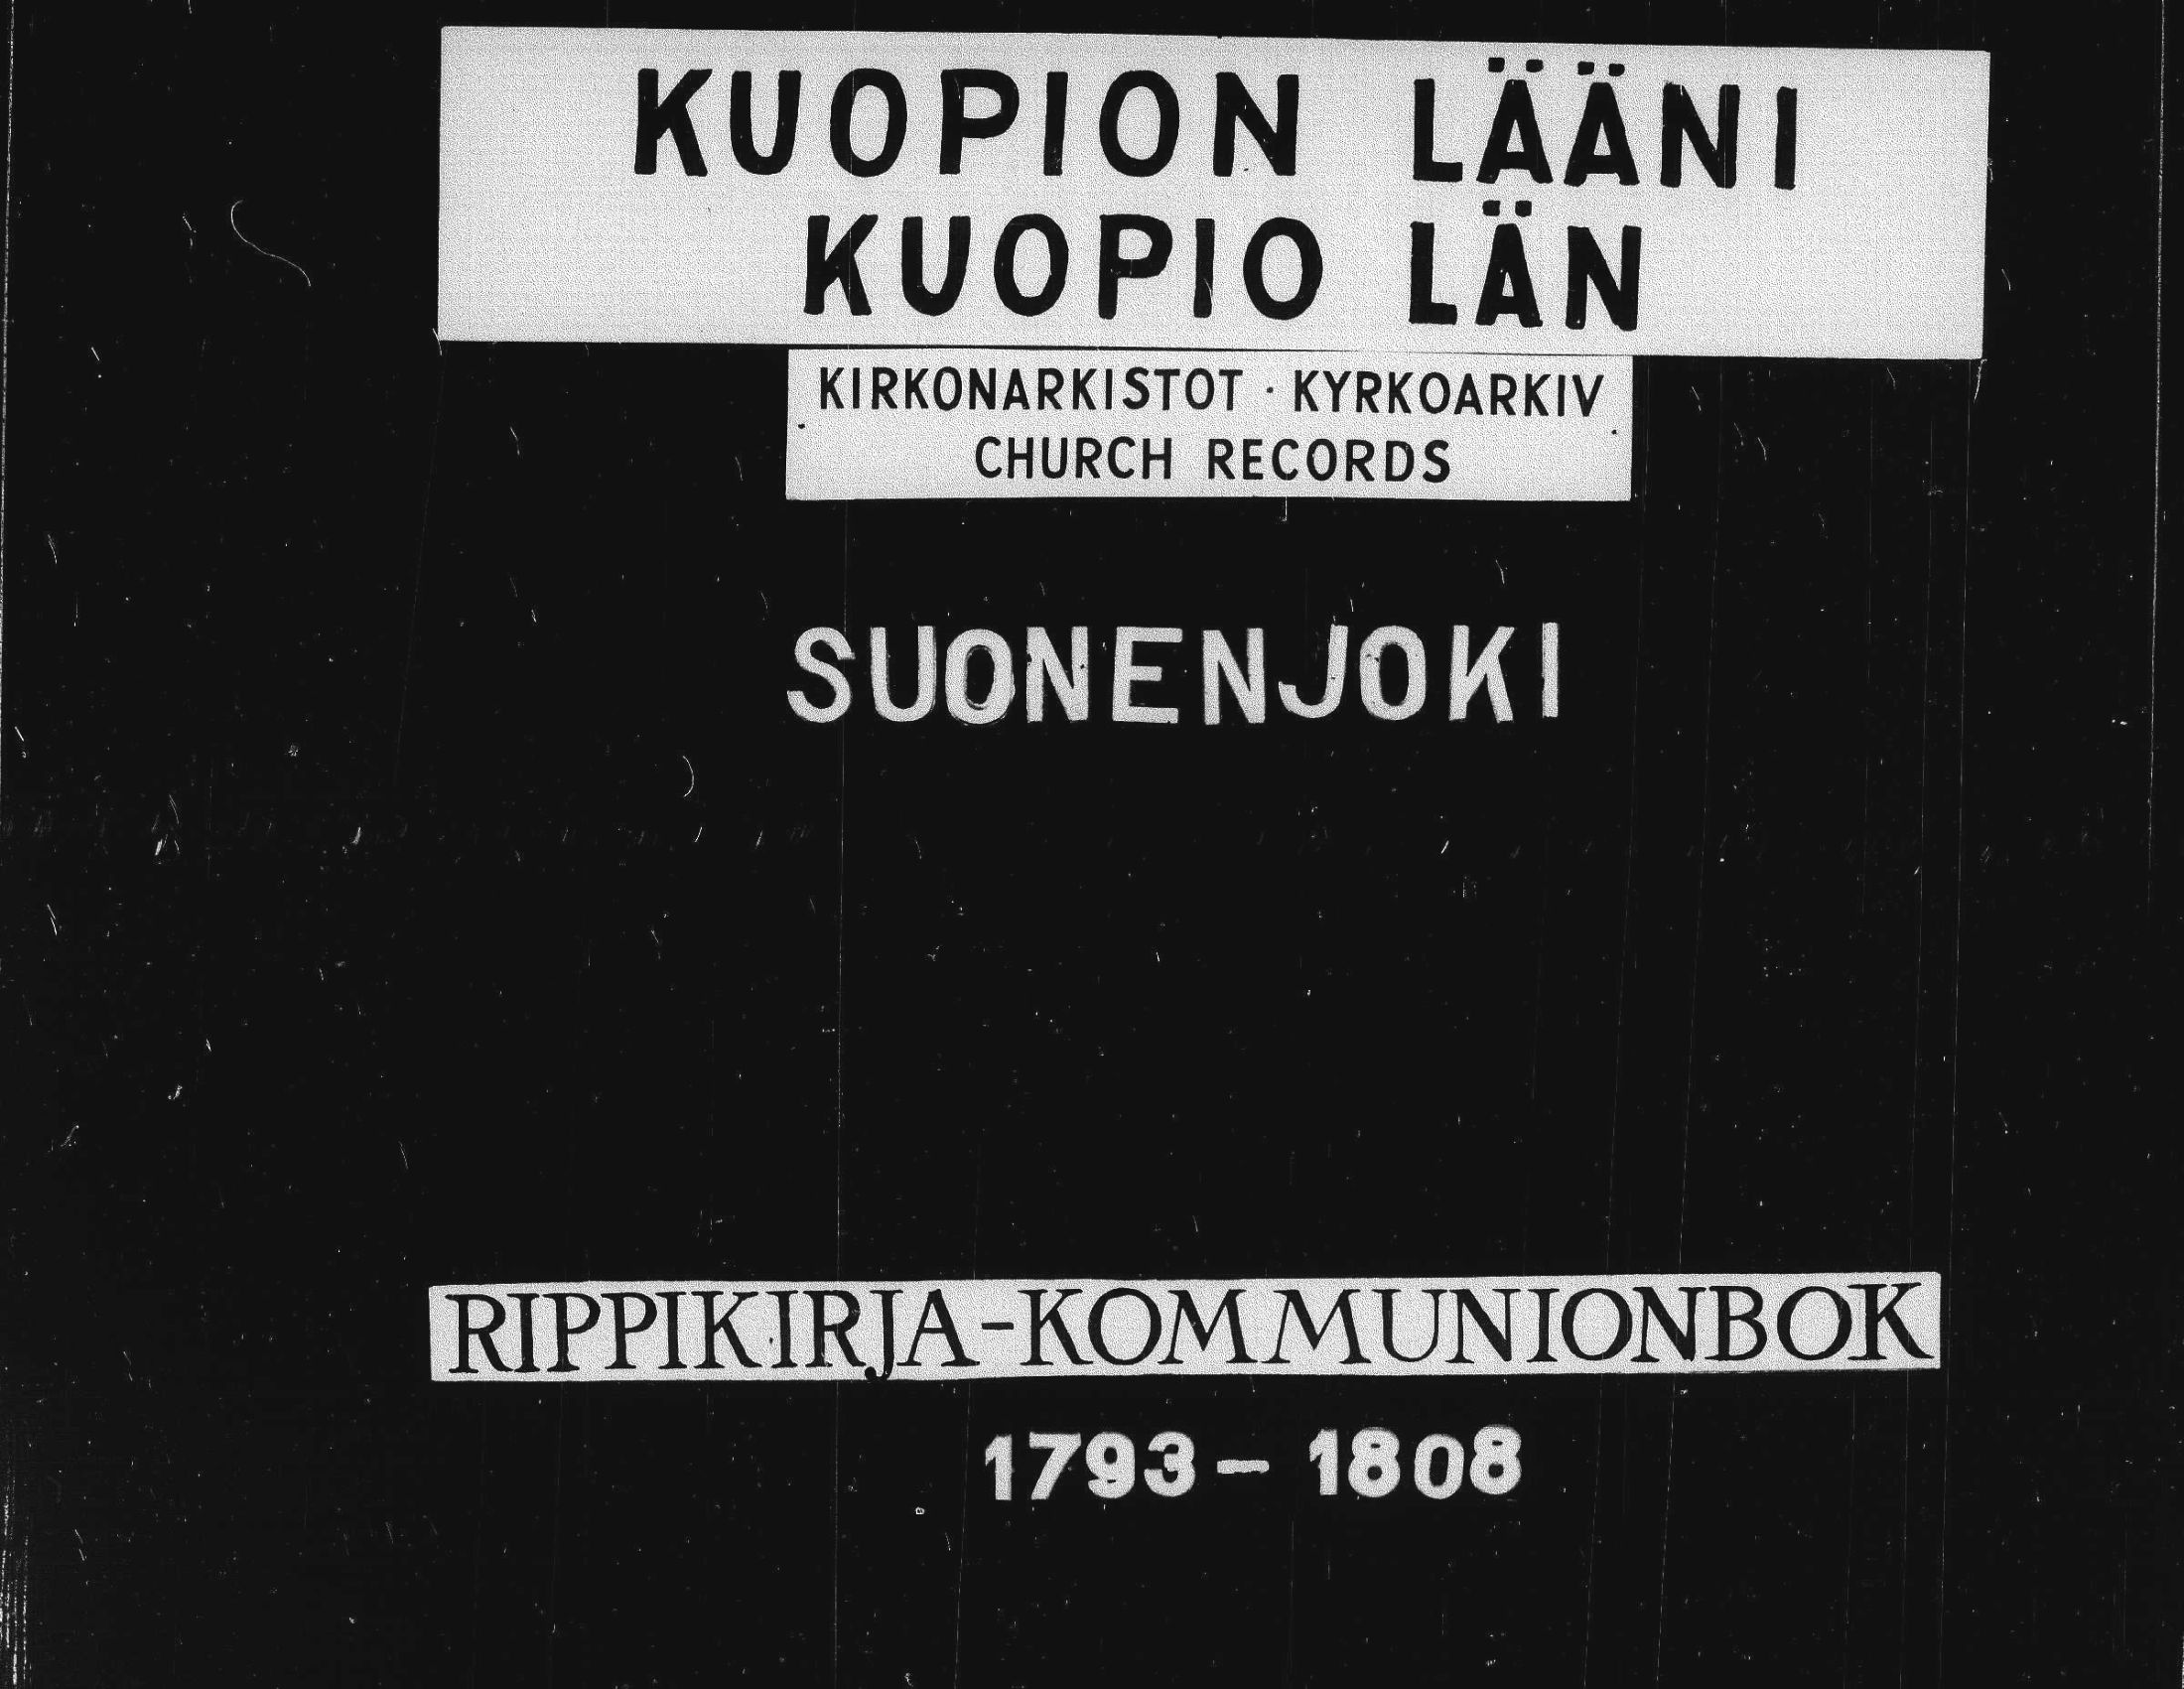 KUOPION LÄÄNI
KUOPIO LÄN
KIRKONARKISTOT · KYRKOARKIV
CHURCH RECORDS
SUONENJOKI
RIPPIKIRJA-KOMMUNIONBOK
1793 – 1808